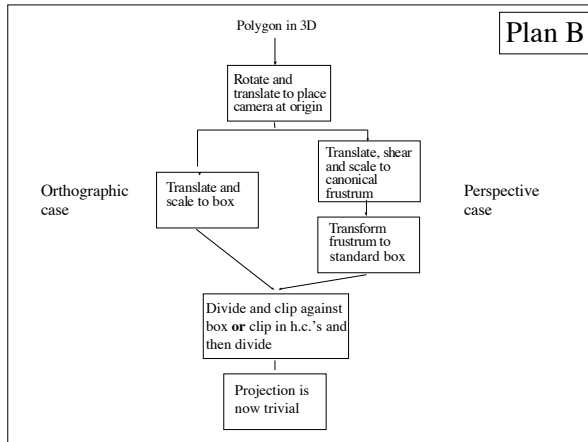 Plan B
Polygon in 3D
Rotate and
translate to place
camera at origin
Orthographic
case
Translate and
scale to box
Translate, shear
and scale to
canonical
frustrum
Perspective
case
Transform
frustrum to
standard box
Divide and clip against
box or clip in h.c.'s and
then divide
Projection is
now trivial